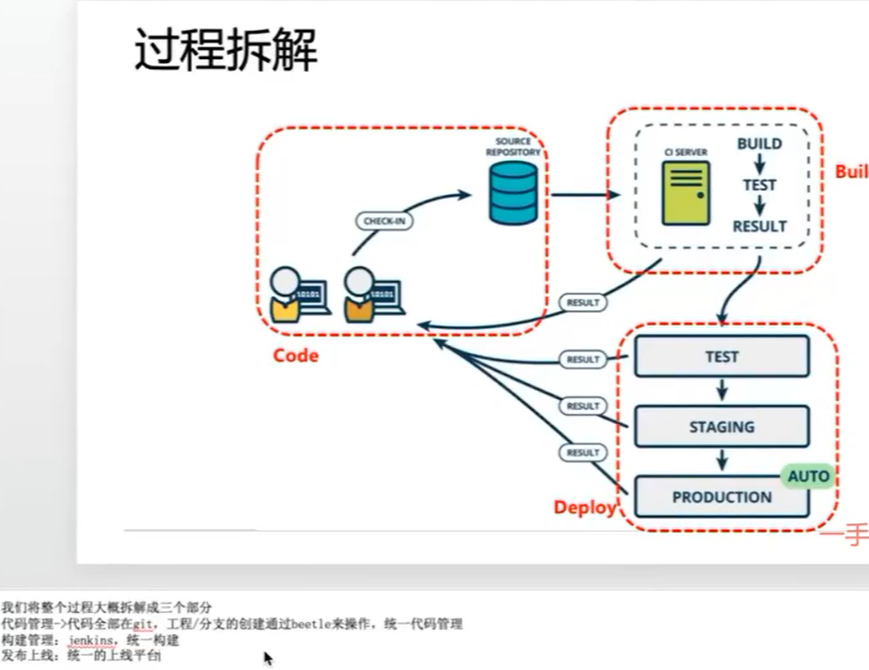 过程拆解
SOURCE
REPOSITORY
CHECK-IN
10101
10101
Code
CI SERVER
BUILD
TEST
RESULT
Buil
RESULT
RESULT
RESULT
RESULT
TEST
STAGING
PRODUCTION
AUTO
Deploy
一手
我们将整个过程大概拆解成三个部分
代码管理->代码全部在git，工程/分支的创建通过beetle来操作，统一代码管理
构建管理：jenkins，统一构建
发布上线：统一的上线平台